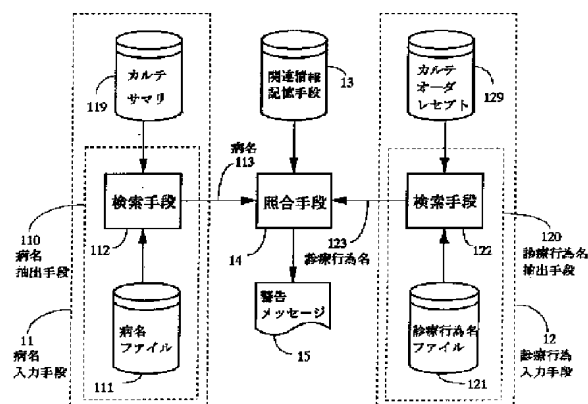 カルテ
サマリ
119
関連情報
記憶手段
13
カルテ
オーダ
レセプト
129
病名
113
検索手段
112
照合手段
14
検索手段
122
123
診療行為名
110
病名
抽出手段
120
診療行為名
抽出手段
病名
ファイル
111
警告
メッセージ
15
診療行為名
ファイル
121
11
病名
入力手段
12
診療行為
入力手段